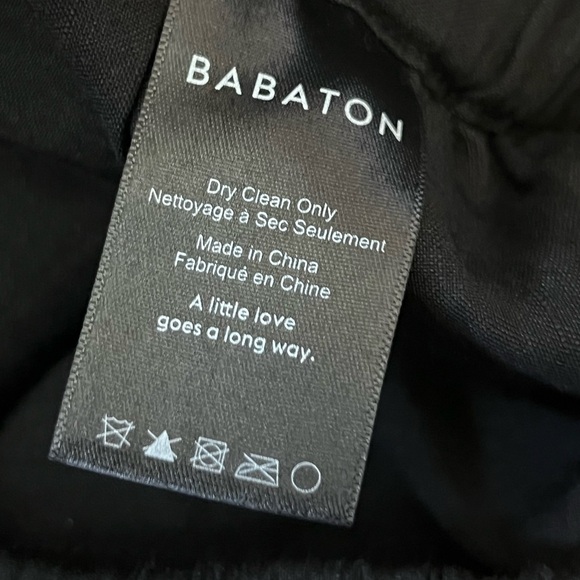 BABATON
Dry Clean Only
Nettoyage à Sec Seulement
Made in China
Fabriqué en Chine
A little love
goes a long way.